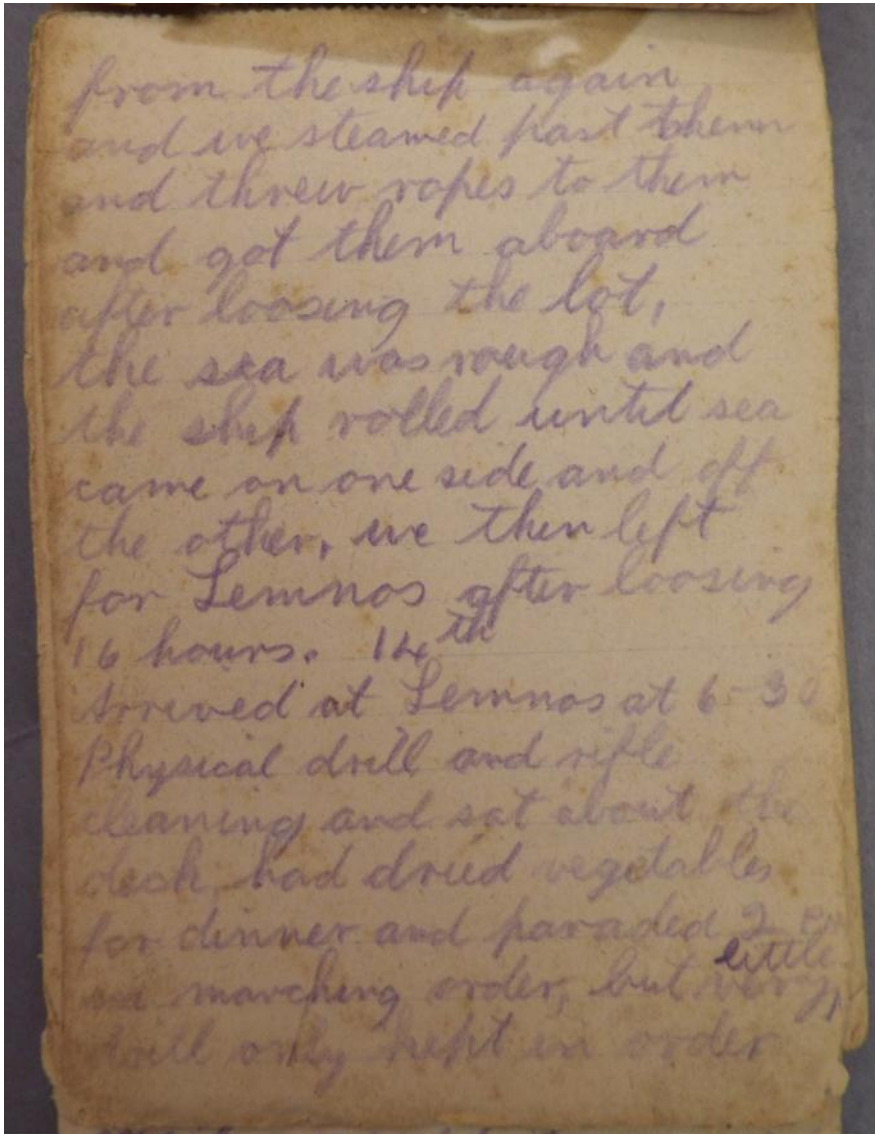 from the ship again
and we steamed past them
and threw ropes to them
and got them aboard
after loosing the lot,
the sea was rough and
the ship rolled until sea
came on one side and off
the other, we then left
for Lemnos after loosing
16 hours. 14th
Arrived at Lemnos at 6-30
Physical drill and rifle
cleaning and sat about the
deck, had dried vegetables
for dinner and paraded 2 PM
in marching order, but very little
drill only kept in order